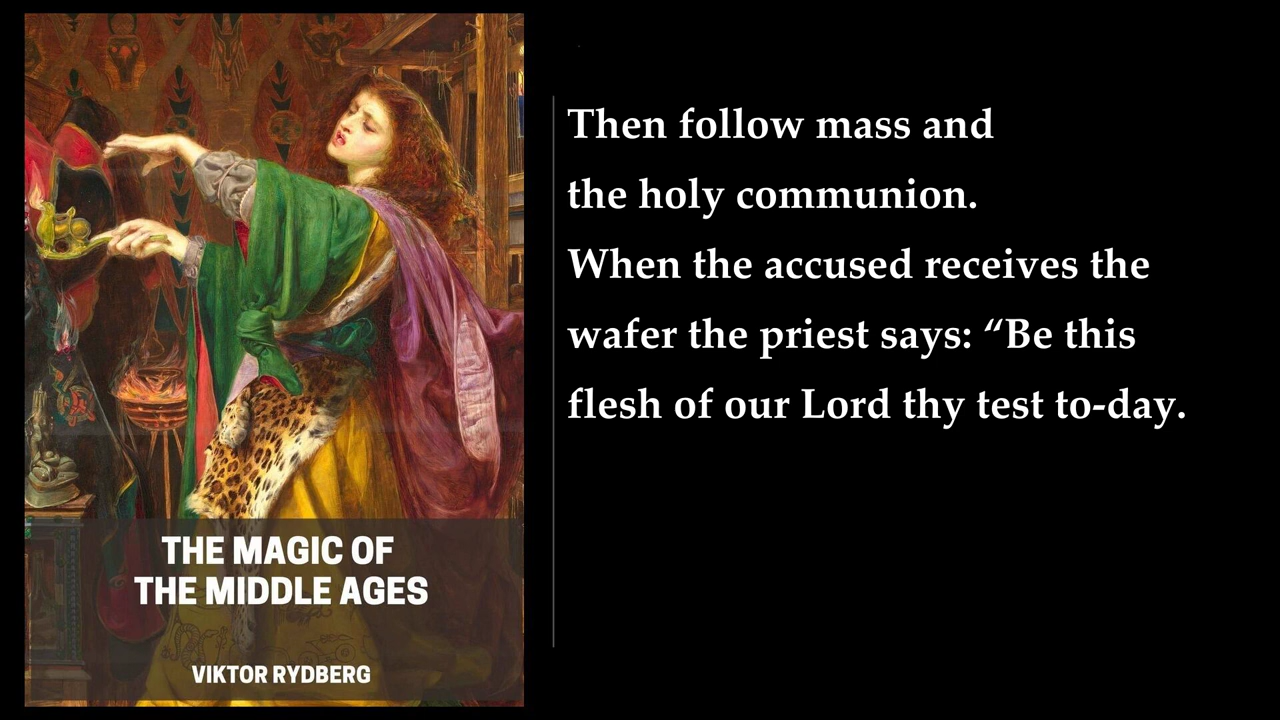 Then follow mass and
the holy communion.
When the accused receives the
wafer the priest says: “Be this
flesh of our Lord thy test to-day.
THE MAGIC OF
THE MIDDLE AGES
VIKTOR RYDBERG